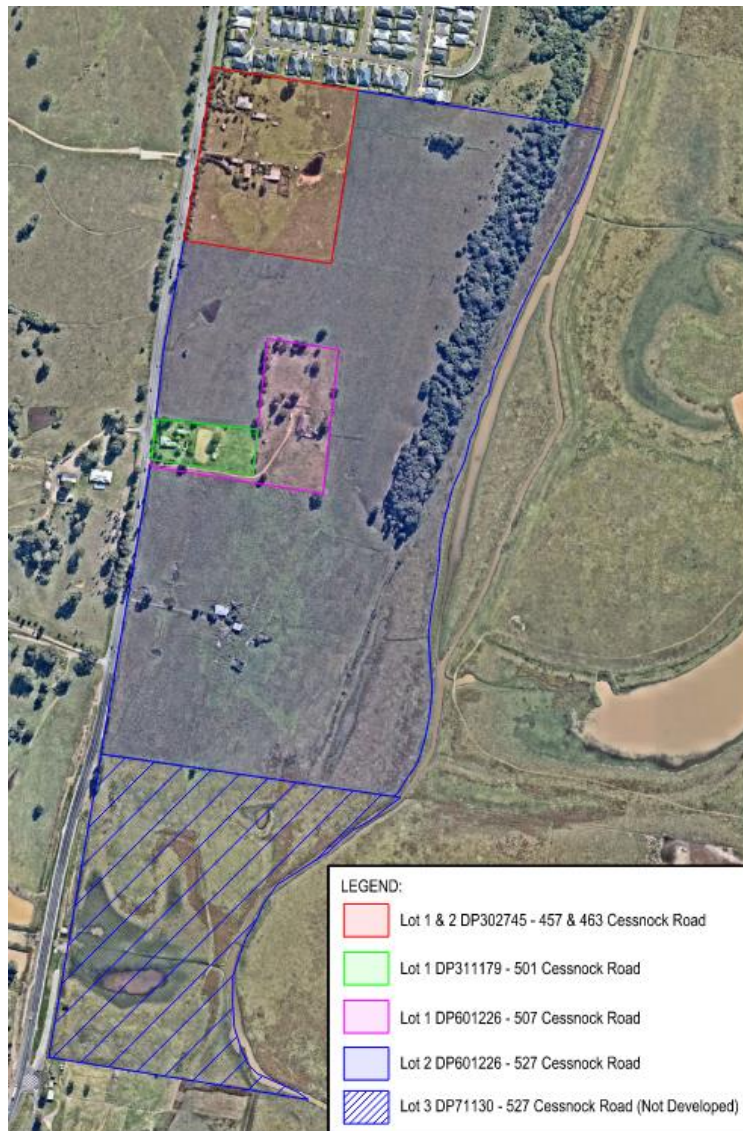 LEGEND:
Lot 1 & 2 DP302745 - 457 & 463 Cessnock Road
Lot 1 DP311179 - 501 Cessnock Road
Lot 1 DP601226 - 507 Cessnock Road
Lot 2 DP601226 - 527 Cessnock Road
Lot 3 DP71130 - 527 Cessnock Road (Not Developed)